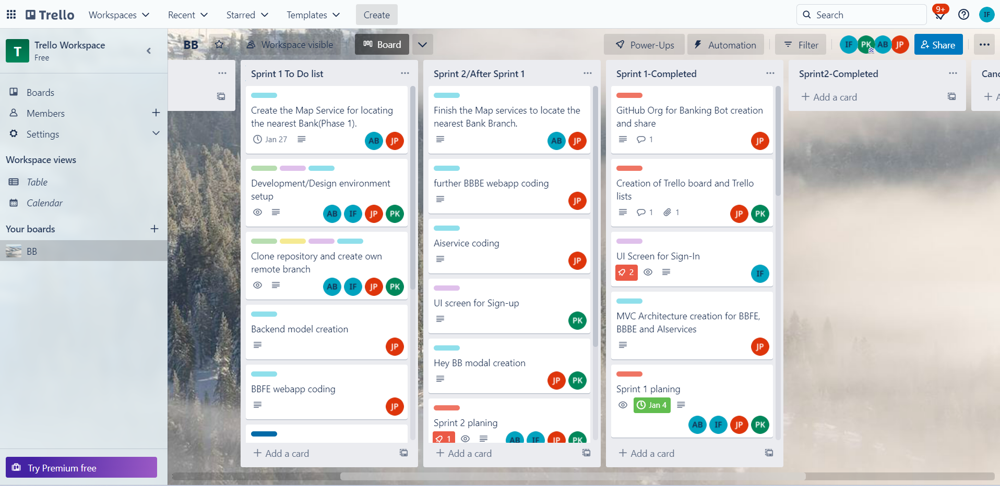 Trello
Workspaces
Recent
Starred
Templates
Create
Search
9+
IF
T
Trello Workspace
Free
BB
Workspace visible
Board
Power-Ups
Automation
Filter
IF PK AB JP
Share
Boards
Members
Settings
Workspace views
Table
Calendar
Your boards
BB
Try Premium free
Sprint 1 To Do list
Create the Map Service for locating
the nearest Bank(Phase 1).
Jan 27
AB JP
Development/Design environment
setup
AB IF JP PK
Clone repository and create own
remote branch
AB IF JP PK
Backend model creation
JP
BBFE webapp coding
JP
Add a card
Sprint 2/After Sprint 1
Finish the Map services to locate the
nearest Bank Branch.
AB JP
further BBBE webapp coding
JP
Aiservice coding
JP
UI screen for Sign-up
PK
Hey BB modal creation
JP PK
Sprint 2 planing
1
AB IF JP PK
Add a card
Sprint 1-Completed
GitHub Org for Banking Bot creation
and share
1
JP
Creation of Trello board and Trello
lists
1 1
JP PK
UI Screen for Sign-In
2
IF
MVC Architecture creation for BBFE,
BBBE and AIservices
JP
Sprint 1 planing
Jan 4
AB IF JP PK
Add a card
Sprint2-Completed
Add a card